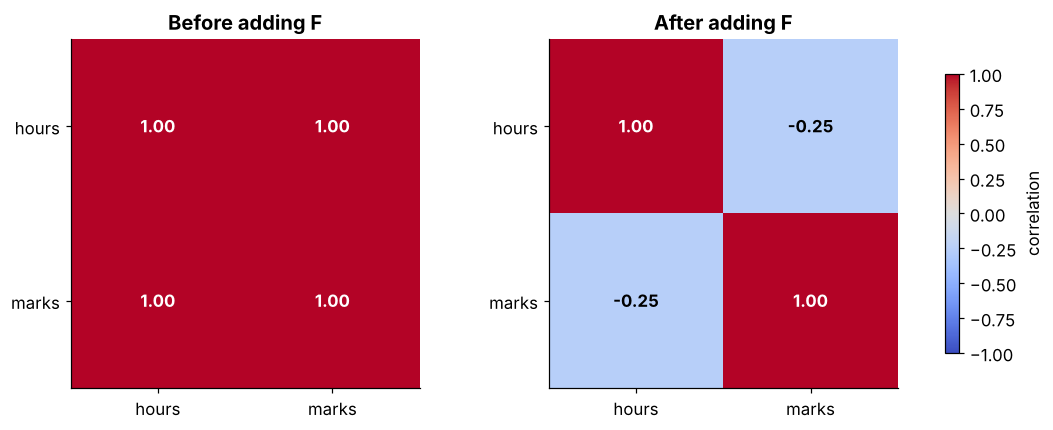 Before adding F
hours
1.00
1.00
marks
1.00
1.00
hours
marks
After adding F
hours
1.00
-0.25
marks
-0.25
1.00
hours
marks
1.00
0.75
0.50
0.25
0.00
−0.25
−0.50
−0.75
−1.00
correlation